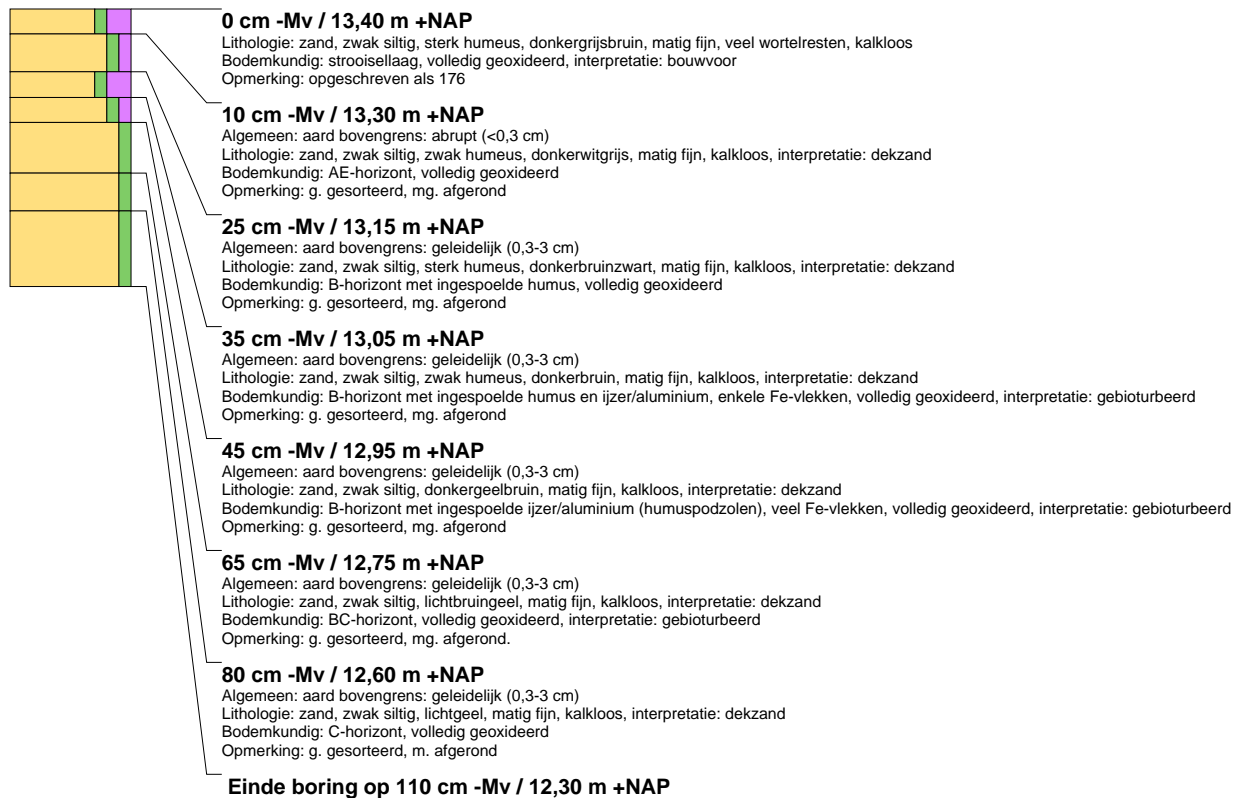 0 cm -Mv / 13,40 m +NAP
Lithologie: zand, zwak siltig, sterk humeus, donkergrijsbruin, matig fijn, veel wortelresten, kalkloos
Bodemkundig: strooisellaag, volledig geoxideerd, interpretatie: bouwvoor
Opmerking: opgeschreven als 176
10 cm -Mv / 13,30 m +NAP
Algemeen: aard bovengrens: abrupt (<0,3 cm)
Lithologie: zand, zwak siltig, zwak humeus, donkerwitgrijs, matig fijn, kalkloos, interpretatie: dekzand
Bodemkundig: AE-horizont, volledig geoxideerd
Opmerking: g. gesorteerd, mg. afgerond
25 cm -Mv / 13,15 m +NAP
Algemeen: aard bovengrens: geleidelijk (0,3-3 cm)
Lithologie: zand, zwak siltig, sterk humeus, donkerbruinzwart, matig fijn, kalkloos, interpretatie: dekzand
Bodemkundig: B-horizont met ingespoelde humus, volledig geoxideerd
Opmerking: g. gesorteerd, mg. afgerond
35 cm -Mv / 13,05 m +NAP
Algemeen: aard bovengrens: geleidelijk (0,3-3 cm)
Lithologie: zand, zwak siltig, zwak humeus, donkerbruin, matig fijn, kalkloos, interpretatie: dekzand
Bodemkundig: B-horizont met ingespoelde humus en ijzer/aluminium, enkele Fe-vlekken, volledig geoxideerd, interpretatie: gebioturbeerd
Opmerking: g. gesorteerd, mg. afgerond
45 cm -Mv / 12,95 m +NAP
Algemeen: aard bovengrens: geleidelijk (0,3-3 cm)
Lithologie: zand, zwak siltig, donkergeelbruin, matig fijn, kalkloos, interpretatie: dekzand
Bodemkundig: B-horizont met ingespoelde ijzer/aluminium (humuspodzolen), veel Fe-vlekken, volledig geoxideerd, interpretatie: gebioturbeerd
Opmerking: g. gesorteerd, mg. afgerond
65 cm -Mv / 12,75 m +NAP
Algemeen: aard bovengrens: geleidelijk (0,3-3 cm)
Lithologie: zand, zwak siltig, lichtbruingeel, matig fijn, kalkloos, interpretatie: dekzand
Bodemkundig: BC-horizont, volledig geoxideerd, interpretatie: gebioturbeerd
Opmerking: g. gesorteerd, mg. afgerond.
80 cm -Mv / 12,60 m +NAP
Algemeen: aard bovengrens: geleidelijk (0,3-3 cm)
Lithologie: zand, zwak siltig, lichtgeel, matig fijn, kalkloos, interpretatie: dekzand
Bodemkundig: C-horizont, volledig geoxideerd
Opmerking: g. gesorteerd, m. afgerond
Einde boring op 110 cm -Mv / 12,30 m +NAP